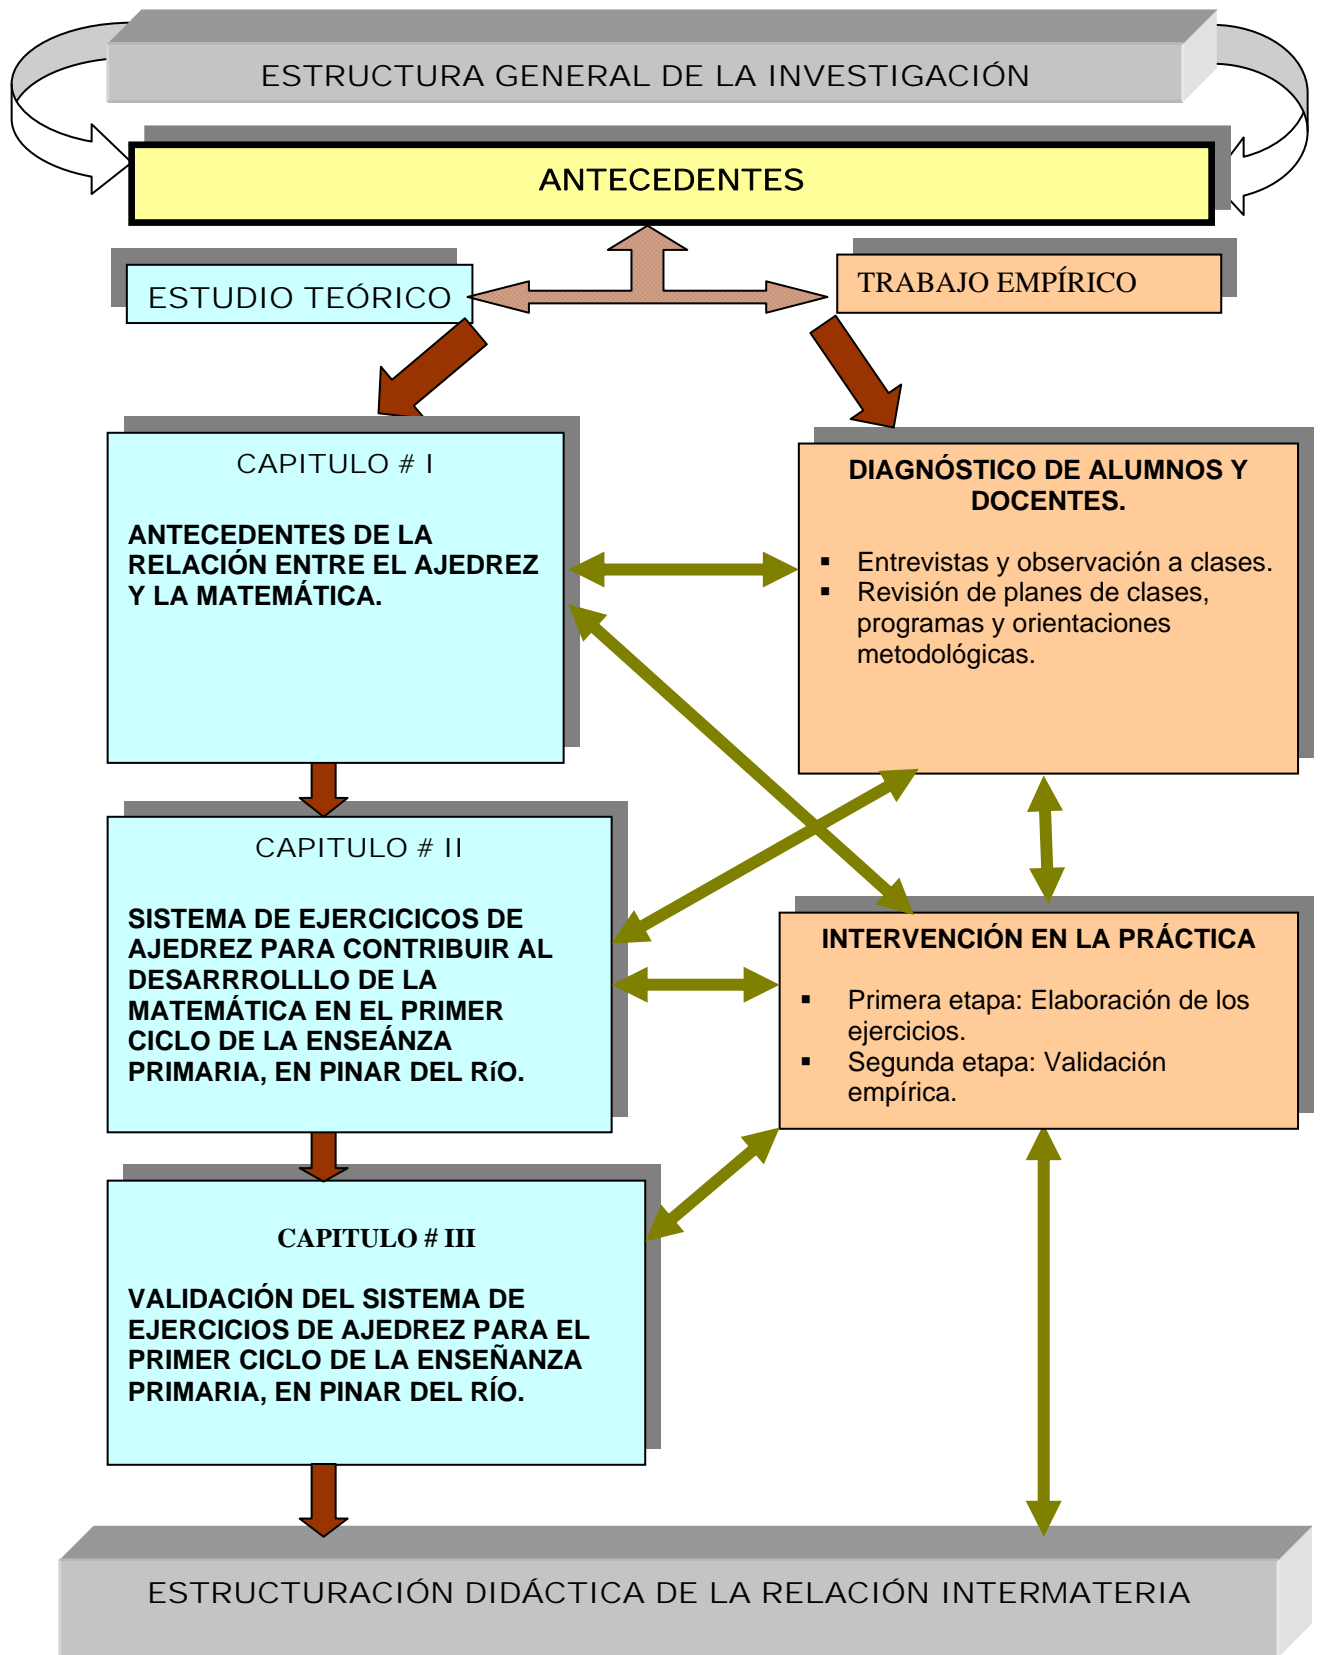 ESTRUCTURA GENERAL DE LA INVESTIGACIÓN
ANTECEDENTES
ESTUDIO TEÓRICO
TRABAJO EMPÍRICO
CAPITULO # I
ANTECEDENTES DE LA
RELACIÓN ENTRE EL AJEDREZ
Y LA MATEMÁTICA.
DIAGNÓSTICO DE ALUMNOS Y
DOCENTES.
▪ Entrevistas y observación a clases.
▪ Revisión de planes de clases,
programas y orientaciones
metodológicas.
CAPITULO # II
SISTEMA DE EJERCICICOS DE
AJEDREZ PARA CONTRIBUIR AL
DESARRROLLLO DE LA
MATEMÁTICA EN EL PRIMER
CICLO DE LA ENSEÁNZA
PRIMARIA, EN PINAR DEL RíO.
INTERVENCIÓN EN LA PRÁCTICA
▪ Primera etapa: Elaboración de los
ejercicios.
▪ Segunda etapa: Validación
empírica.
CAPITULO # III
VALIDACIÓN DEL SISTEMA DE
EJERCICIOS DE AJEDREZ PARA EL
PRIMER CICLO DE LA ENSEÑANZA
PRIMARIA, EN PINAR DEL RÍO.
ESTRUCTURACIÓN DIDÁCTICA DE LA RELACIÓN INTERMATERIA